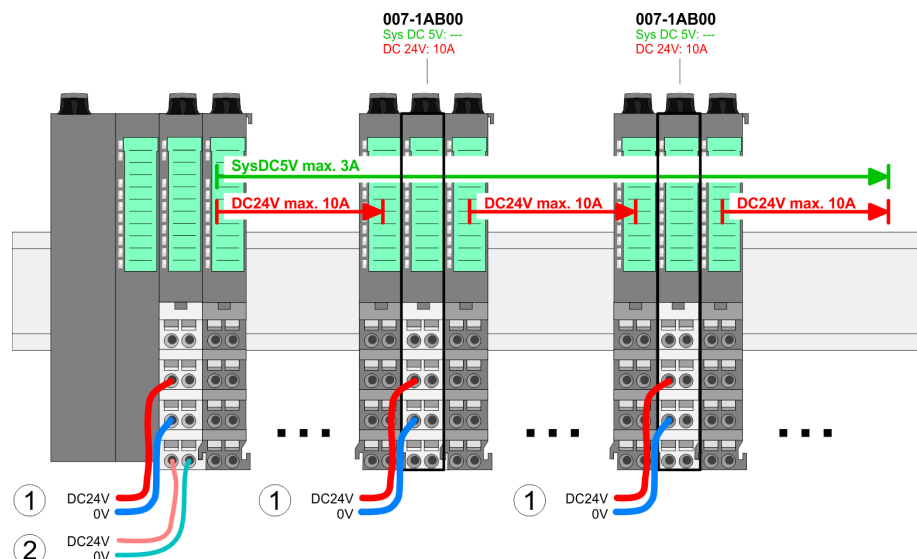 007-1AB00
Sys DC 5V: ---
DC 24V: 10A
007-1AB00
Sys DC 5V: ---
DC 24V: 10A
SysDC5V max. 3A
DC24V max. 10A
DC24V max. 10A
DC24V max. 10A
1
DC24V
0V
1
DC24V
0V
1
DC24V
0V
2
DC24V
0V